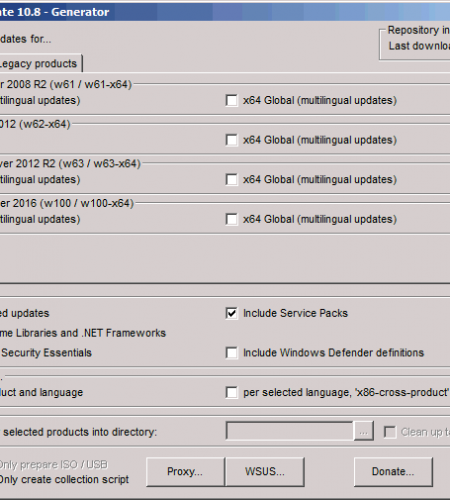 ate 10.8 - Generator
dates for...
Repository in
Last downloa
Legacy products
r 2008 R2 (w61 / w61-x64)
tilingual updates)
x64 Global (multilingual updates)
012 (w62-x64)
x64 Global (multilingual updates)
ver 2012 R2 (w63 / w63-x64)
tilingual updates)
x64 Global (multilingual updates)
er 2016 (w100 / w100-x64)
tilingual updates)
x64 Global (multilingual updates)
ed updates
Include Service Packs
me Libraries and .NET Frameworks
Security Essentials
Include Windows Defender definitions
duct and language
per selected language, 'x86-cross-product'
selected products into directory:
...
Clean up t
Only prepare ISO / USB
Only create collection script
Proxy...
WSUS...
Donate...